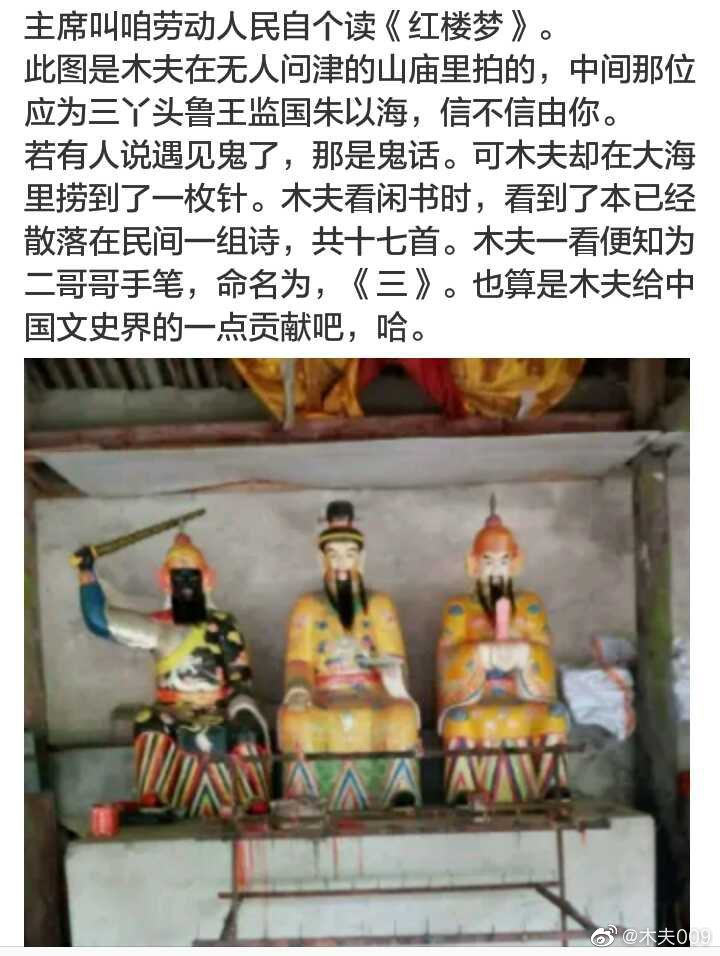 主席叫咱劳动人民自个读《红楼梦》。
此图是木夫在无人问津的山庙里拍的，中间那位
应为三丫头鲁王监国朱以海，信不信由你。
若有人说遇见鬼了，那是鬼话。可木夫却在大海
里捞到了一枚针。木夫看闲书时，看到了本已经
散落在民间一组诗，共十七首。木夫一看便知为
二哥哥手笔，命名为，《三》。也算是木夫给中
国文史界的一点贡献吧，哈。
@木夫009